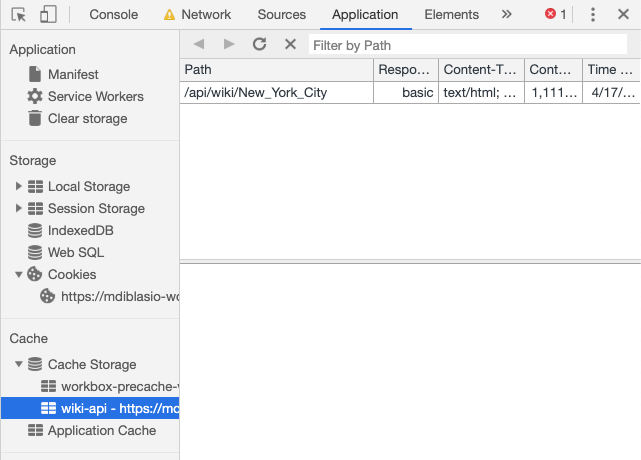 Console Network Sources Application Elements 1
Application
Manifest
Service Workers
Clear storage
Storage
Local Storage
Session Storage
IndexedDB
Web SQL
Cookies
https://mdiblasio-wo
Cache
Cache Storage
workbox-precache-v
wiki-api - https://mo
Application Cache
Filter by Path
Path Respo… Content-T… Cont… Time …
/api/wiki/New_York_City basic text/html; … 1,111… 4/17/…